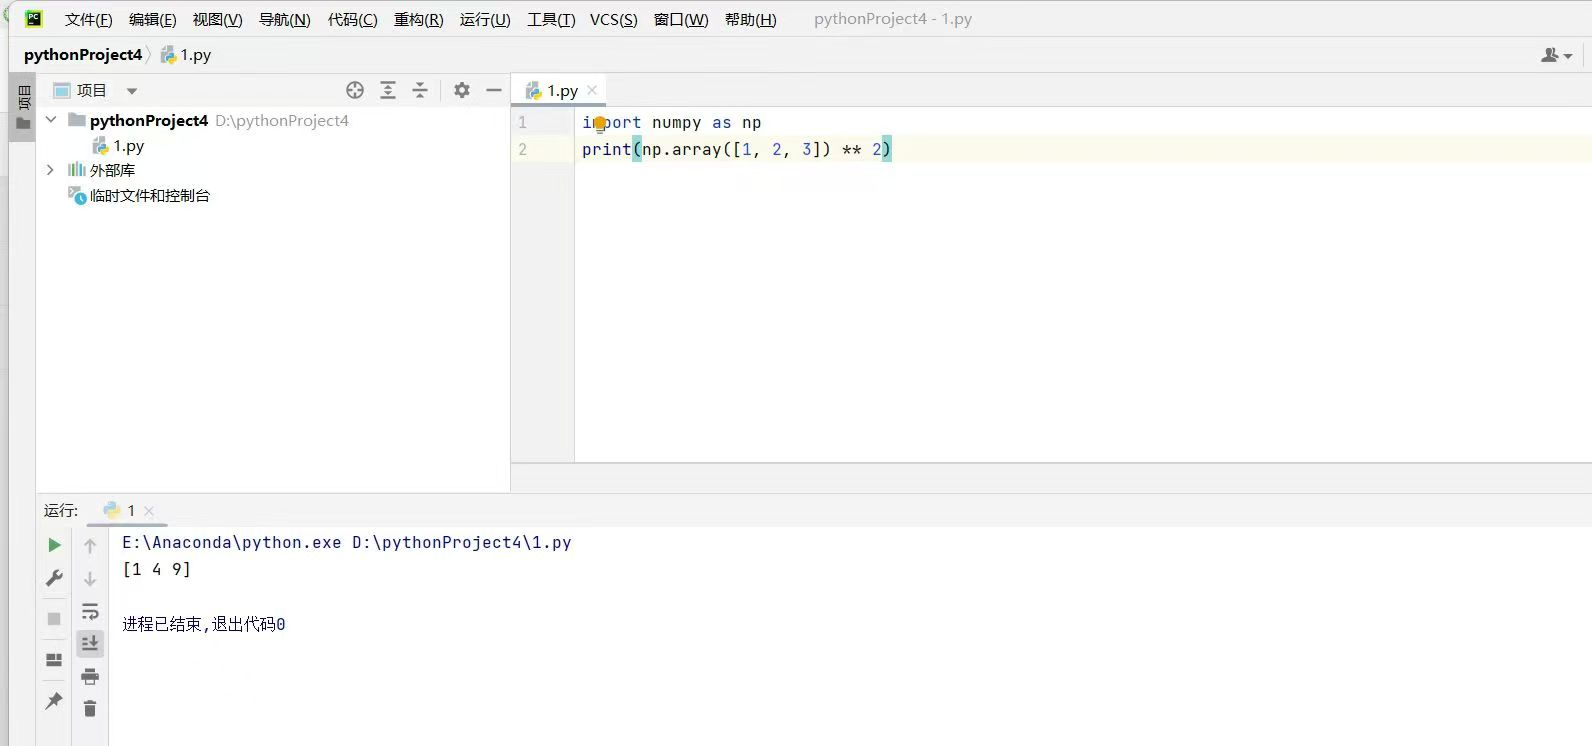 文件(F) 编辑(E) 视图(V) 导航(N) 代码(C) 重构(R) 运行(U) 工具(T) VCS(S) 窗口(W) 帮助(H) pythonProject4 - 1.py
pythonProject4 1.py
项目
项目
1.py
pythonProject4 D:\pythonProject4
1.py
外部库
临时文件和控制台
1 import numpy as np
2 print(np.array([1, 2, 3]) ** 2)
运行: 1
E:\Anaconda\python.exe D:\pythonProject4\1.py
[1 4 9]
进程已结束,退出代码0